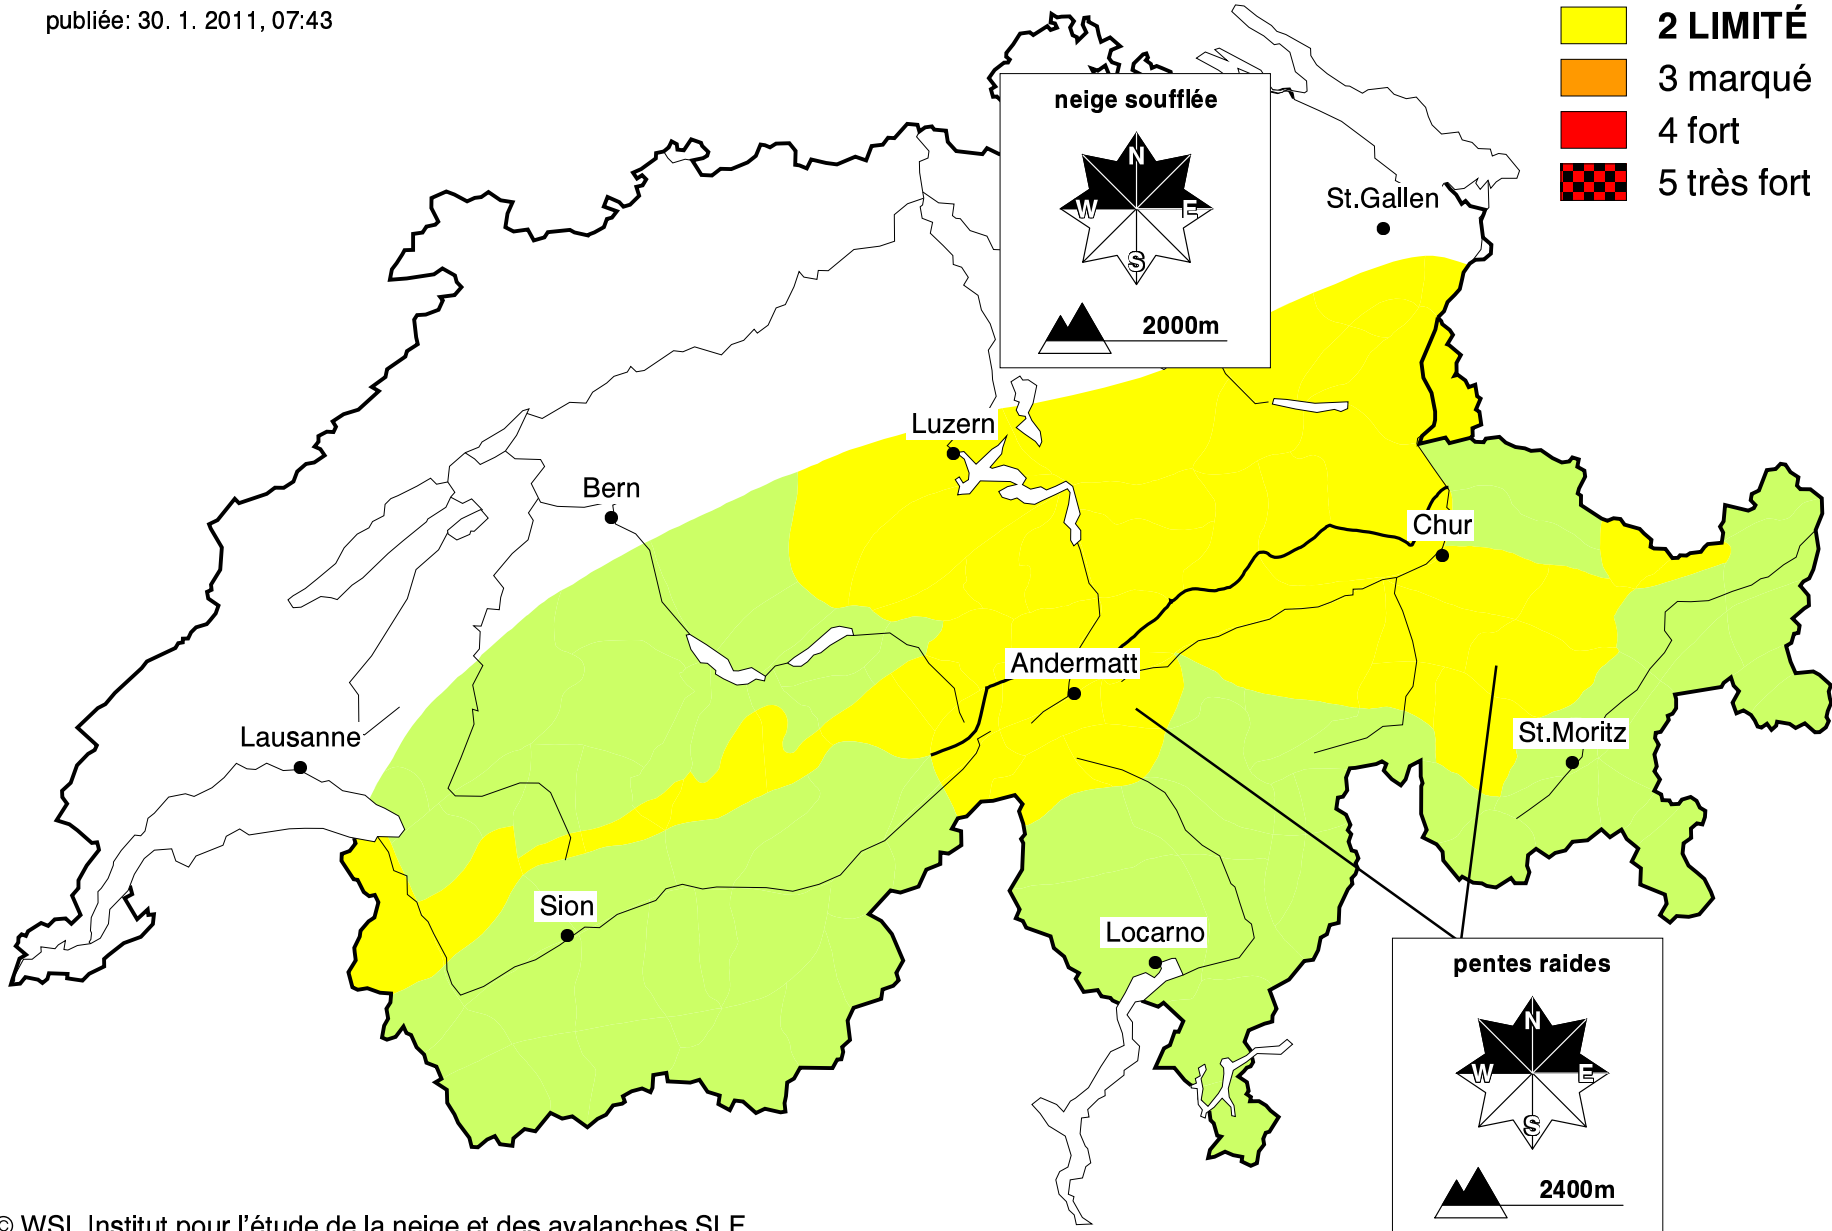 publiée: 30. 1. 2011, 07:43
2 LIMITÉ
3 marqué
4 fort
5 très fort
neige soufflée
N
W E
S
2000m
St.Gallen
Luzern
Bern
Chur
Andermatt
Lausanne
St.Moritz
Sion
Locarno
pentes raides
N
W E
S
2400m
© WSL Institut pour l'étude de la neige et des avalanches SLF